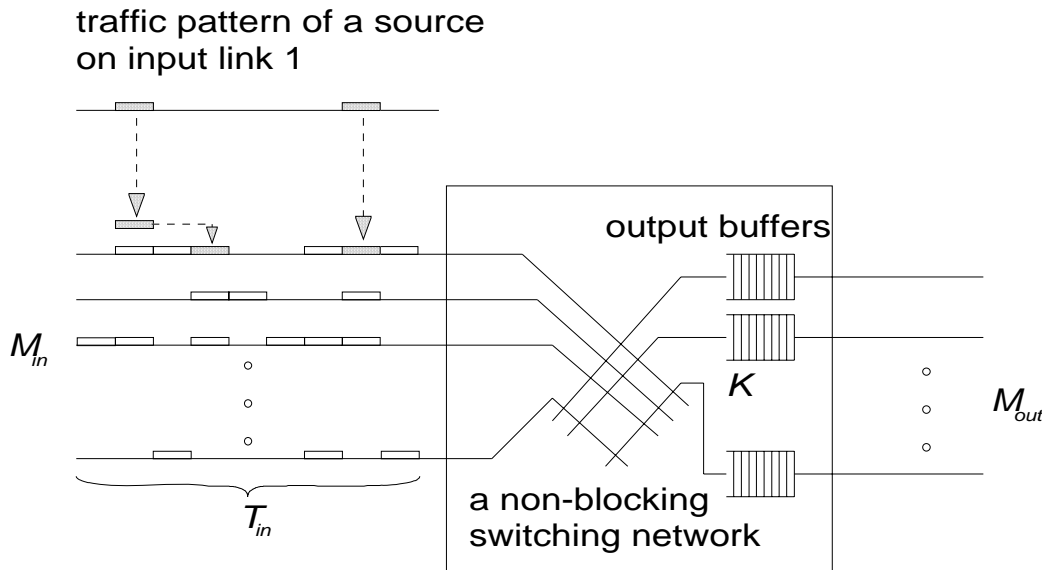 traffic pattern of a source
on input link 1
output buffers
M_in
K
M_out
a non-blocking
switching network
T_in